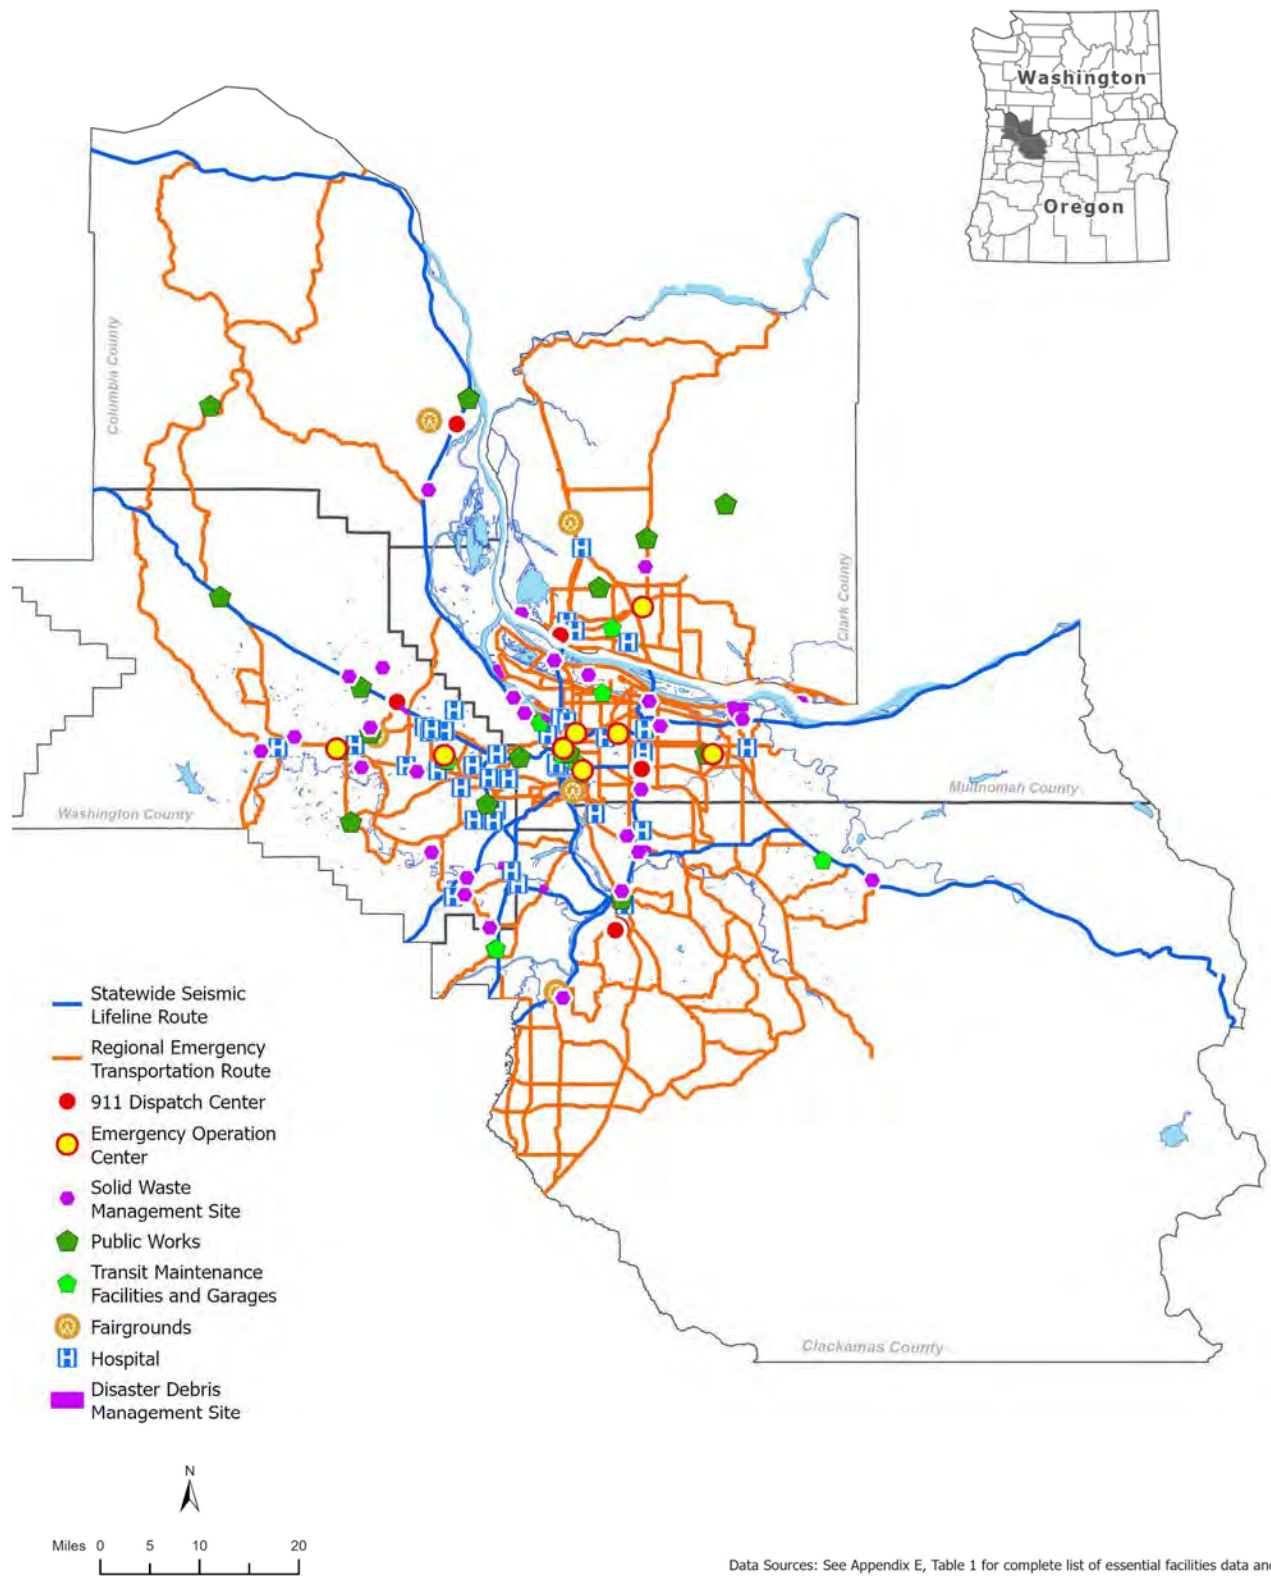 Washington
Oregon
Columbia County
Clark County
Multnomah County
Washington County
Statewide Seismic
Lifeline Route
Regional Emergency
Transportation Route
911 Dispatch Center
Emergency Operation
Center
Solid Waste
Management Site
Public Works
Transit Maintenance
Facilities and Garages
Fairgrounds
H Hospital
Disaster Debris
Management Site
Clackamas County
N
Miles 0 5 10 20
Data Sources: See Appendix E, Table 1 for complete list of essential facilities data an